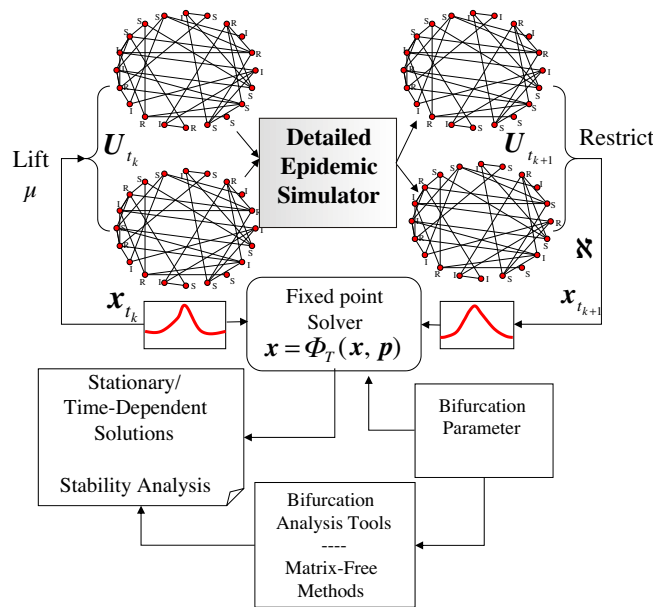 Lift
μ
U t_k
Detailed
Epidemic
Simulator
U t_{k+1}
Restrict
ℵ
x t_k
x t_{k+1}
Fixed point
Solver
x = Φ_T(x, p)
Stationary/
Time-Dependent
Solutions
Stability Analysis
Bifurcation
Parameter
Bifurcation
Analysis Tools
----
Matrix-Free
Methods